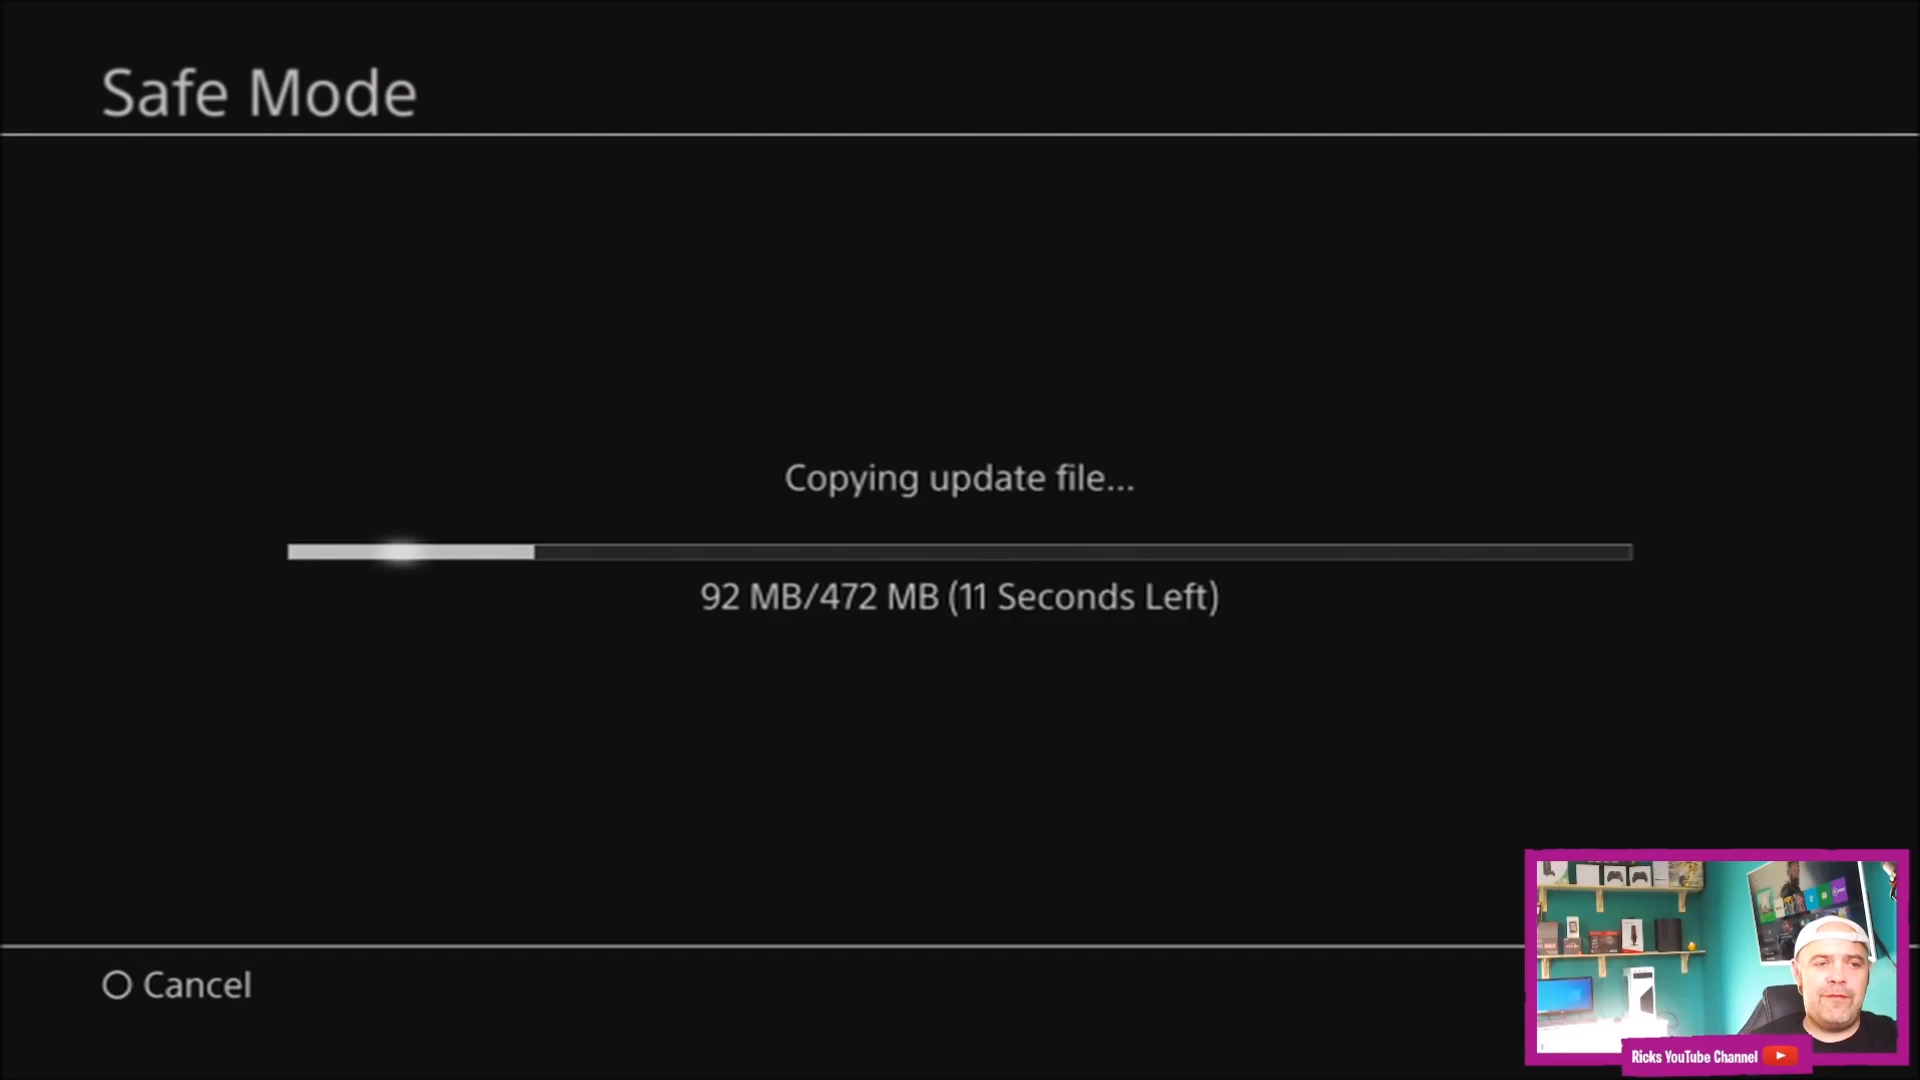 Safe Mode
Copying update file...
92 MB/472 MB (11 Seconds Left)
Cancel
Ricks YouTube Channel